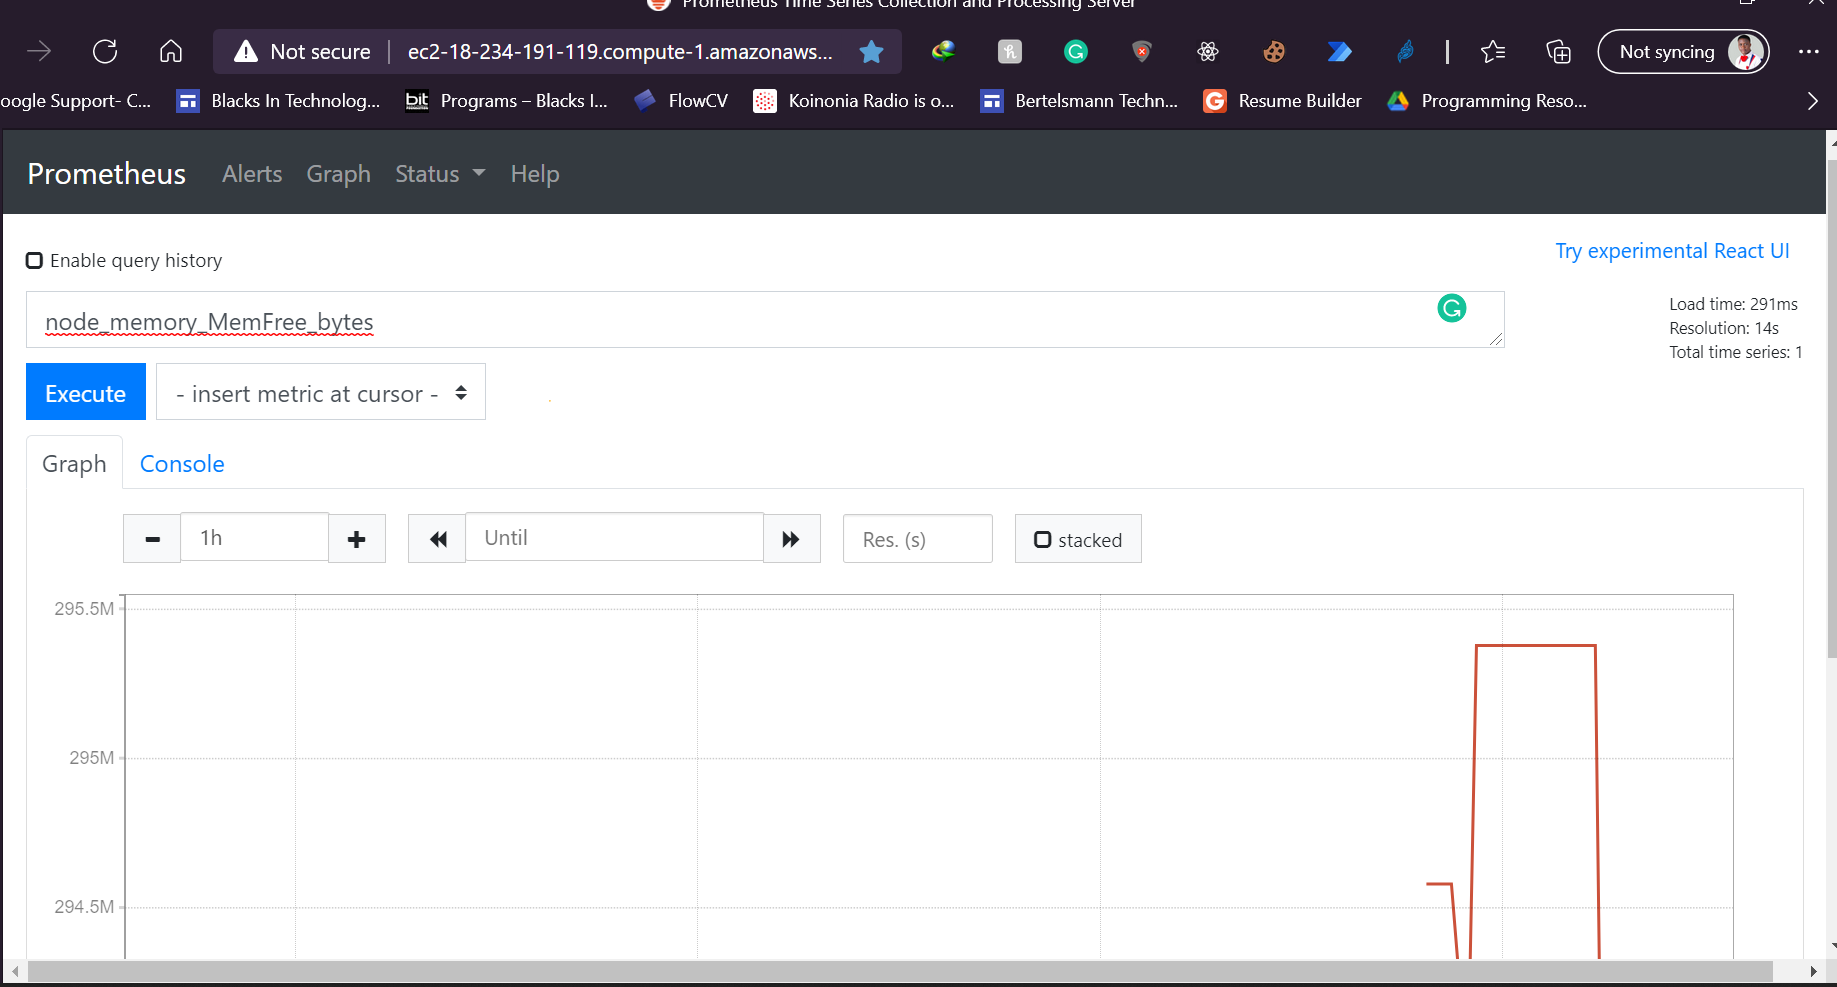 Prometheus Time Series Collection and Processing Server
Not secure ec2-18-234-191-119.compute-1.amazonaws... Not syncing
oogle Support- C... Blacks In Technolog... bit Programs – Blacks I... FlowCV Koinonia Radio is o... Bertelsmann Techn... Resume Builder Programming Reso...
Prometheus Alerts Graph Status Help
Enable query history
Try experimental React UI
node_memory_MemFree_bytes
Load time: 291ms
Resolution: 14s
Total time series: 1
Execute - insert metric at cursor -
Graph Console
1h Until Res. (s) stacked
295.5M
295M
294.5M